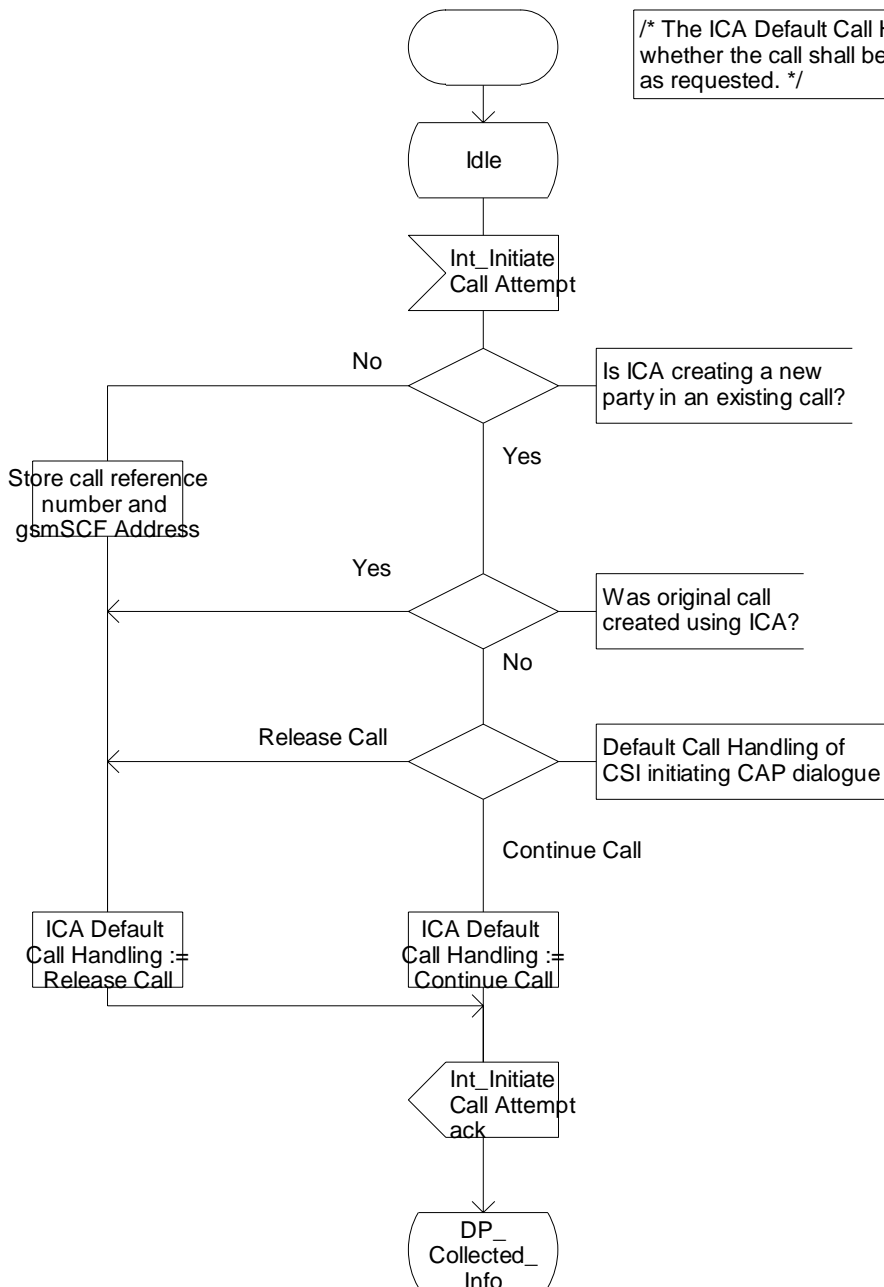 /* The ICA Default Call H
whether the call shall be
as requested. */
Idle
Int_Initiate
Call Attempt
No
Is ICA creating a new
party in an existing call?
Yes
Store call reference
number and
gsmSCF Address
Yes
Was original call
created using ICA?
No
Release Call
Default Call Handling of
CSI initiating CAP dialogue
Continue Call
ICA Default
Call Handling :=
Release Call
ICA Default
Call Handling :=
Continue Call
Int_Initiate
Call Attempt
ack
DP_
Collected_
Info